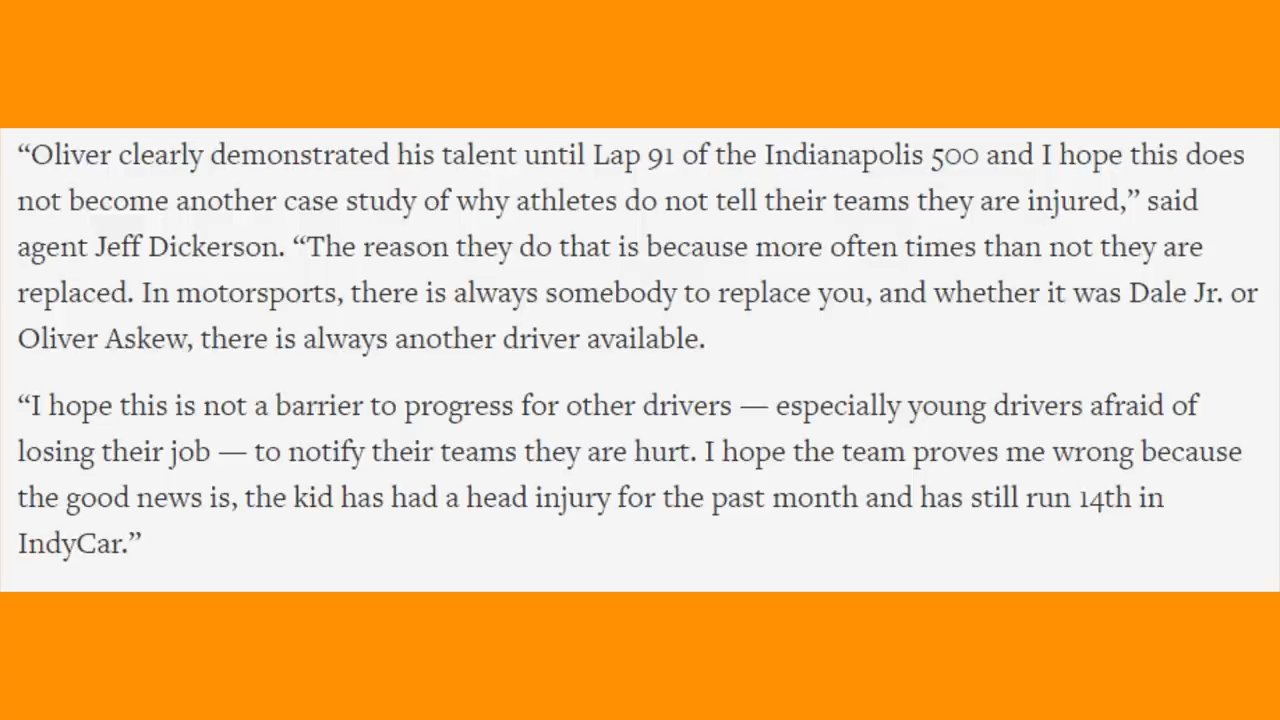 “Oliver clearly demonstrated his talent until Lap 91 of the Indianapolis 500 and I hope this does
not become another case study of why athletes do not tell their teams they are injured,” said
agent Jeff Dickerson. “The reason they do that is because more often times than not they are
replaced. In motorsports, there is always somebody to replace you, and whether it was Dale Jr. or
Oliver Askew, there is always another driver available.
“I hope this is not a barrier to progress for other drivers — especially young drivers afraid of
losing their job — to notify their teams they are hurt. I hope the team proves me wrong because
the good news is, the kid has had a head injury for the past month and has still run 14th in
IndyCar.”